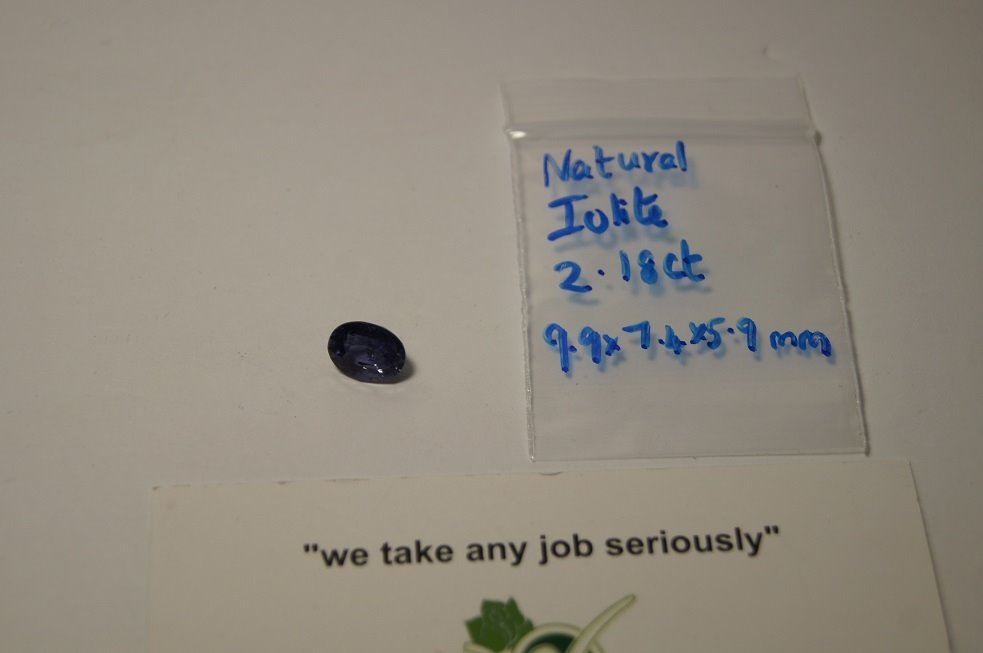 Natural
Iolite
2.18ct
9.9x7.4x5.9 mm
"we take any job seriously"